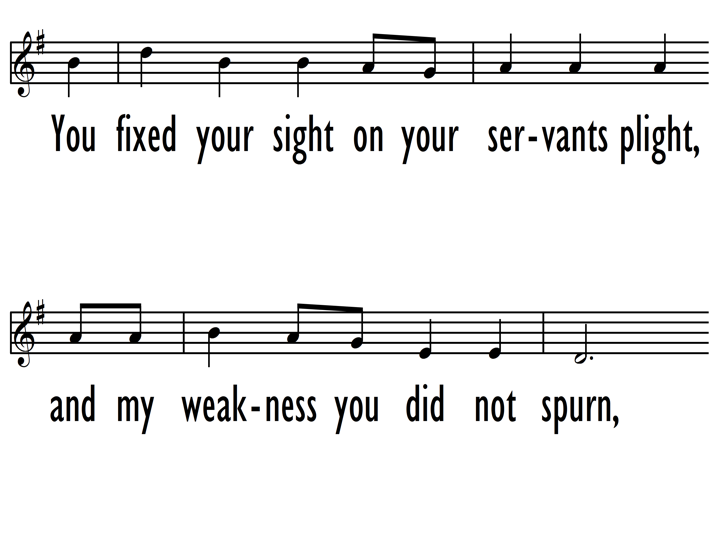 You fixed your sight on your ser-vants plight,
and my weak-ness you did not spurn,